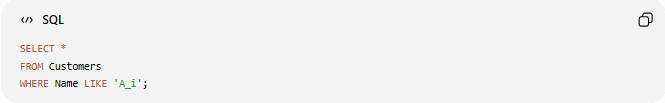 SQL
SELECT *
FROM Customers
WHERE Name LIKE 'A_i';